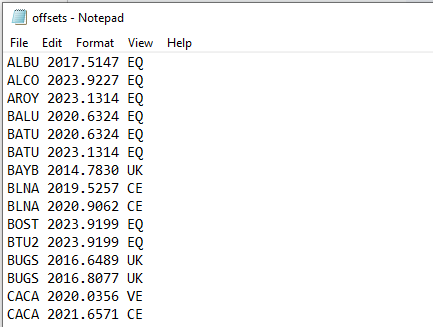 offsets - Notepad
File Edit Format View Help
ALBU 2017.5147 EQ
ALCO 2023.9227 EQ
AROY 2023.1314 EQ
BALU 2020.6324 EQ
BATU 2020.6324 EQ
BATU 2023.1314 EQ
BAYB 2014.7830 UK
BLNA 2019.5257 CE
BLNA 2020.9062 CE
BOST 2023.9199 EQ
BTU2 2023.9199 EQ
BUGS 2016.6489 UK
BUGS 2016.8077 UK
CACA 2020.0356 VE
CACA 2021.6571 CE